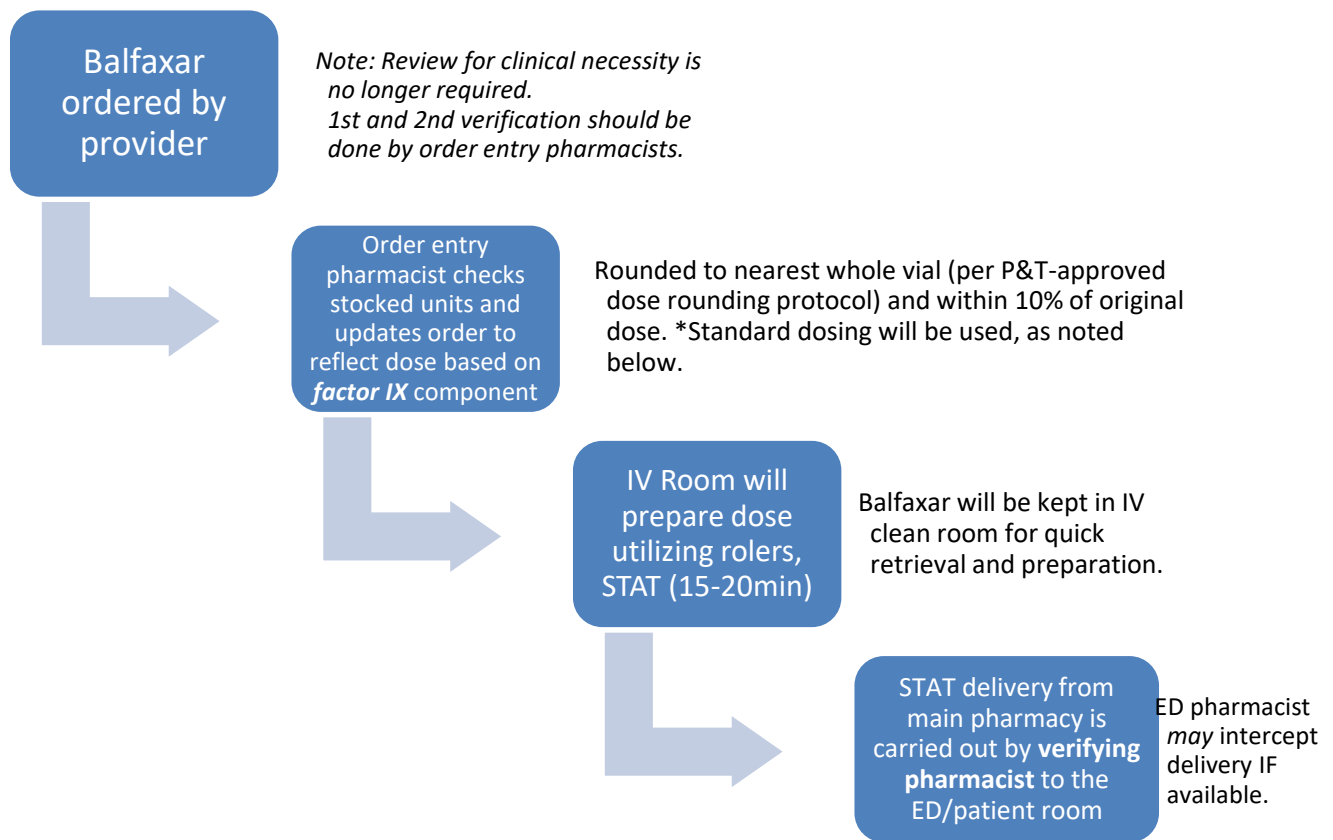 Balfaxar
ordered by
provider
Note: Review for clinical necessity is
no longer required.
1st and 2nd verification should be
done by order entry pharmacists.
Order entry
pharmacist checks
stocked units and
updates order to
reflect dose based on
factor IX component
Rounded to nearest whole vial (per P&T-approved
dose rounding protocol) and within 10% of original
dose. *Standard dosing will be used, as noted
below.
IV Room will
prepare dose
utilizing rolers,
STAT (15-20min)
Balfaxar will be kept in IV
clean room for quick
retrieval and preparation.
STAT delivery from
main pharmacy is
carried out by verifying
pharmacist to the
ED/patient room
ED pharmacist
may intercept
delivery IF
available.